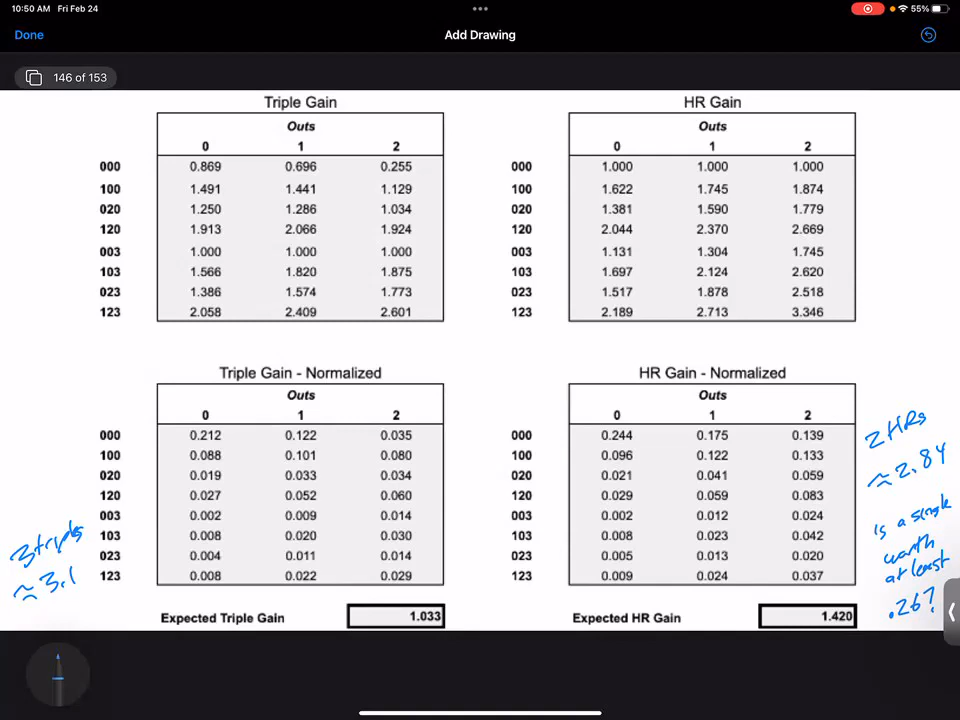 10:50 AM Fri Feb 24
55%
Done
Add Drawing
146 of 153
Triple Gain
Outs
0 1 2
000 0.869 0.696 0.255
100 1.491 1.441 1.129
020 1.250 1.286 1.034
120 1.913 2.066 1.924
003 1.000 1.000 1.000
103 1.566 1.820 1.875
023 1.386 1.574 1.773
123 2.058 2.409 2.601
HR Gain
Outs
0 1 2
000 1.000 1.000 1.000
100 1.622 1.745 1.874
020 1.381 1.590 1.779
120 2.044 2.370 2.669
003 1.131 1.304 1.745
103 1.697 2.124 2.620
023 1.517 1.878 2.518
123 2.189 2.713 3.346
Triple Gain - Normalized
Outs
0 1 2
000 0.212 0.122 0.035
100 0.088 0.101 0.080
020 0.019 0.033 0.034
120 0.027 0.052 0.060
003 0.002 0.009 0.014
103 0.008 0.020 0.030
023 0.004 0.011 0.014
123 0.008 0.022 0.029
Expected Triple Gain 1.033
3 triples
≈3.1
HR Gain - Normalized
Outs
0 1 2
000 0.244 0.175 0.139
100 0.096 0.122 0.133
020 0.021 0.041 0.059
120 0.029 0.059 0.083
003 0.002 0.012 0.024
103 0.008 0.023 0.042
023 0.005 0.013 0.020
123 0.009 0.024 0.037
Expected HR Gain 1.420
2 HRs
≈2.84
is a single
worth
at least
.26?